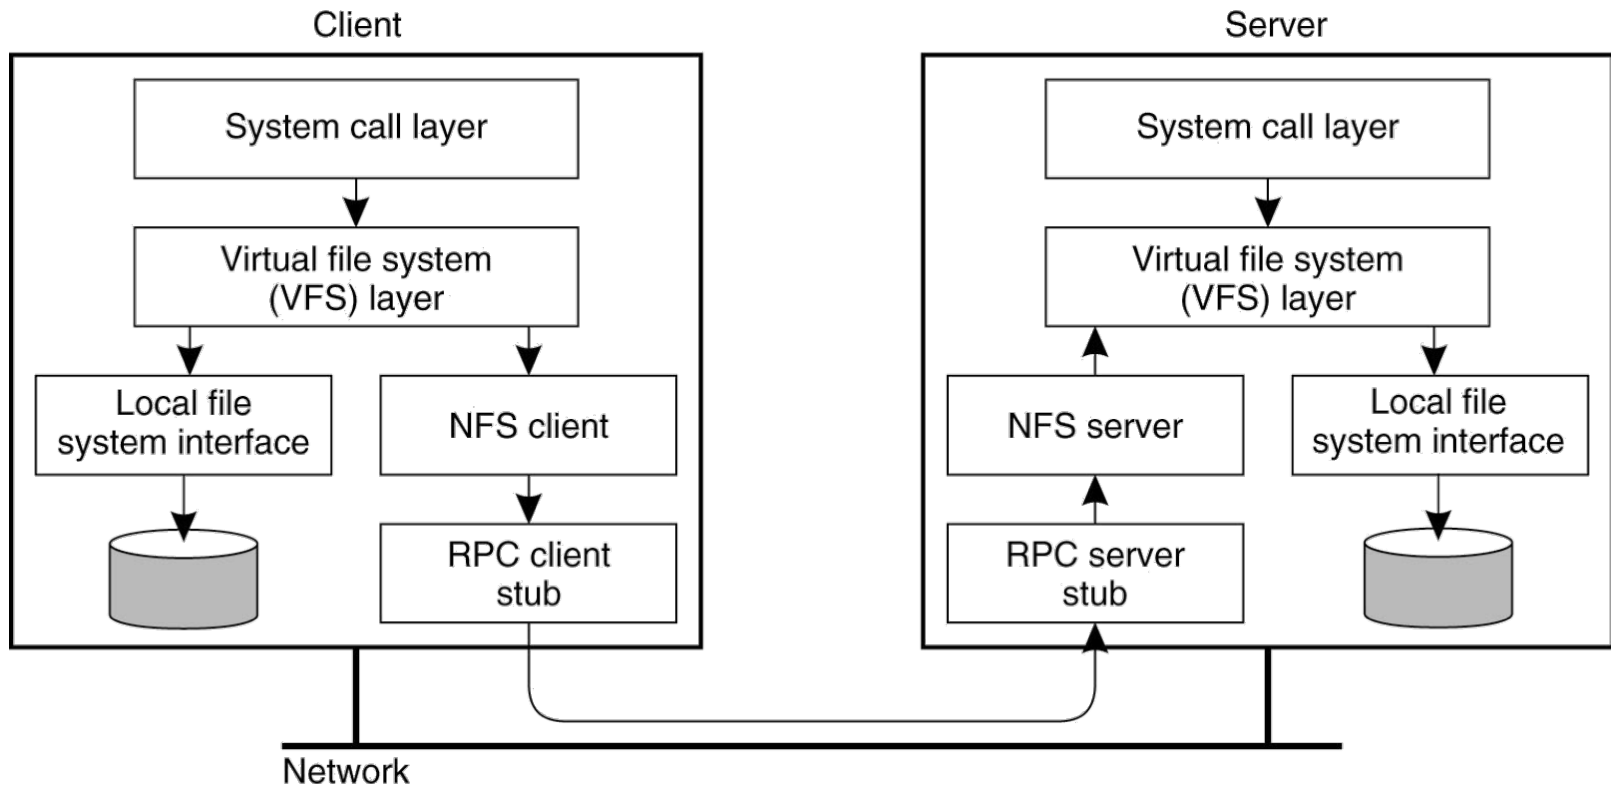 Client
Server
System call layer
System call layer
Virtual file system
(VFS) layer
Virtual file system
(VFS) layer
Local file
system interface
NFS client
NFS server
Local file
system interface
RPC client
stub
RPC server
stub
Network